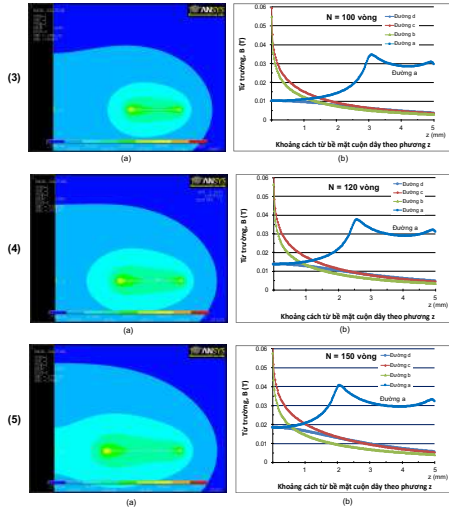 (3)
ANSYS
(a)
N = 100 vòng
Từ trường, B (T)
0.06
0.05
0.04
0.03
0.02
0.01
0
Đường d
Đường c
Đường b
Đường a
Đường a
0 1 2 3 4 5
z (mm)
Khoảng cách từ bề mặt cuộn dây theo phương z
(b)
(4)
ANSYS
(a)
N = 120 vòng
Từ trường, B (T)
0.06
0.05
0.04
0.03
0.02
0.01
0
Đường d
Đường c
Đường b
Đường a
Đường a
1 2 3 4 5
z (mm)
Khoảng cách từ bề mặt cuộn dây theo phương z
(b)
(5)
ANSYS
(a)
N = 150 vòng
Từ trường, B (T)
0.06
0.05
0.04
0.03
0.02
0.01
0
Đường d
Đường c
Đường b
Đường a
Đường a
1 2 3 4 5
z (mm)
Khoảng cách từ bề mặt cuộn dây theo phương z
(b)